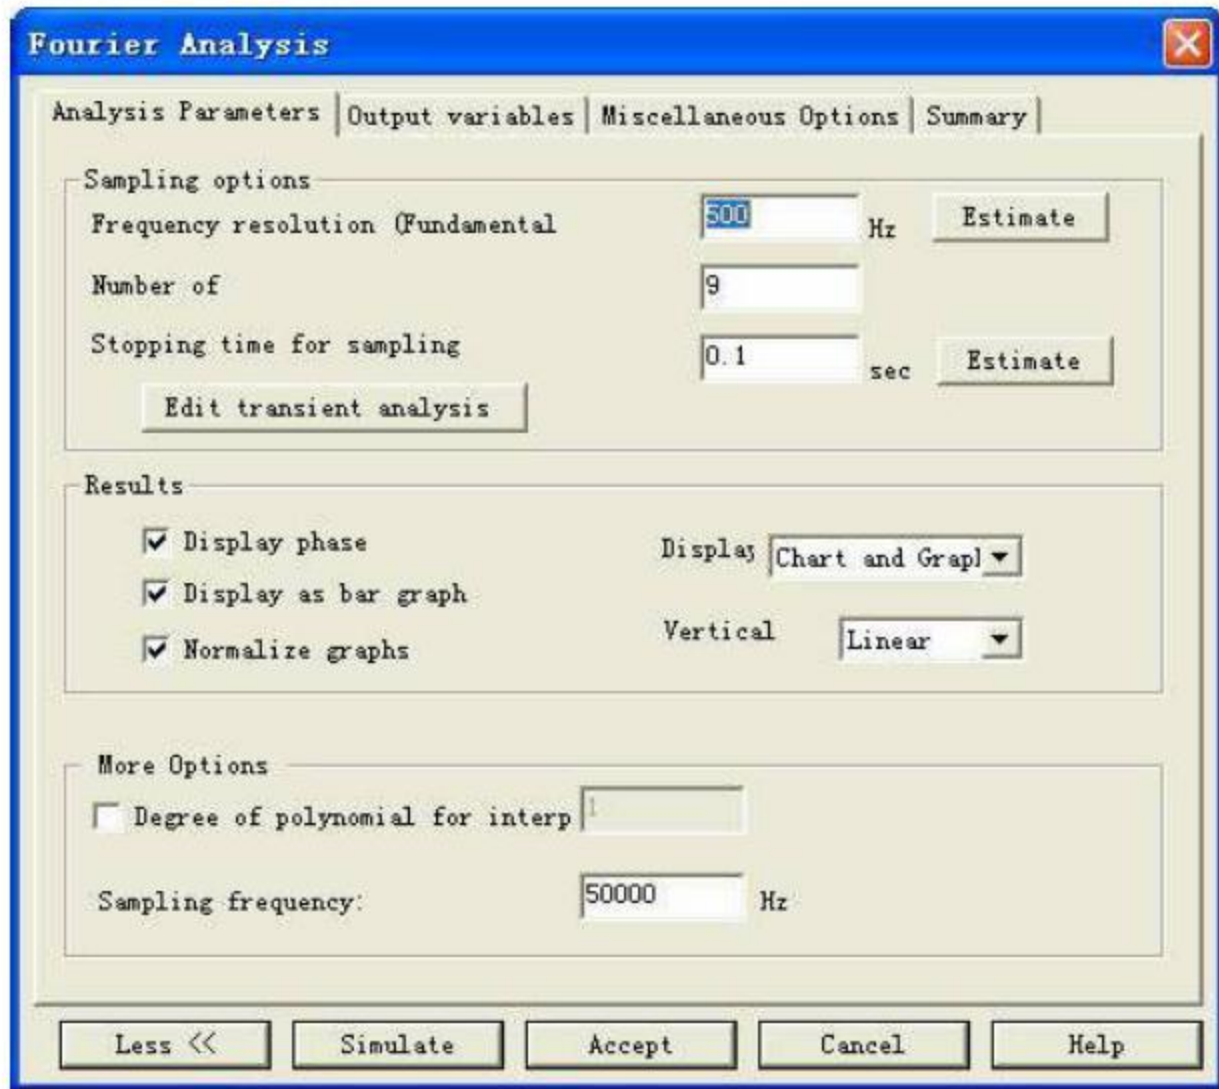 Fourier Analysis
Analysis Parameters Output variables Miscellaneous Options Summary
Sampling options
Frequency resolution (Fundamental 500 Hz Estimate
Number of 9
Stopping time for sampling 0.1 sec Estimate
Edit transient analysis
Results
Display phase Display Chart and Grapl
Display as bar graph
Normalize graphs Vertical Linear
More Options
Degree of polynomial for interp 1
Sampling frequency: 50000 Hz
Less << Simulate Accept Cancel Help